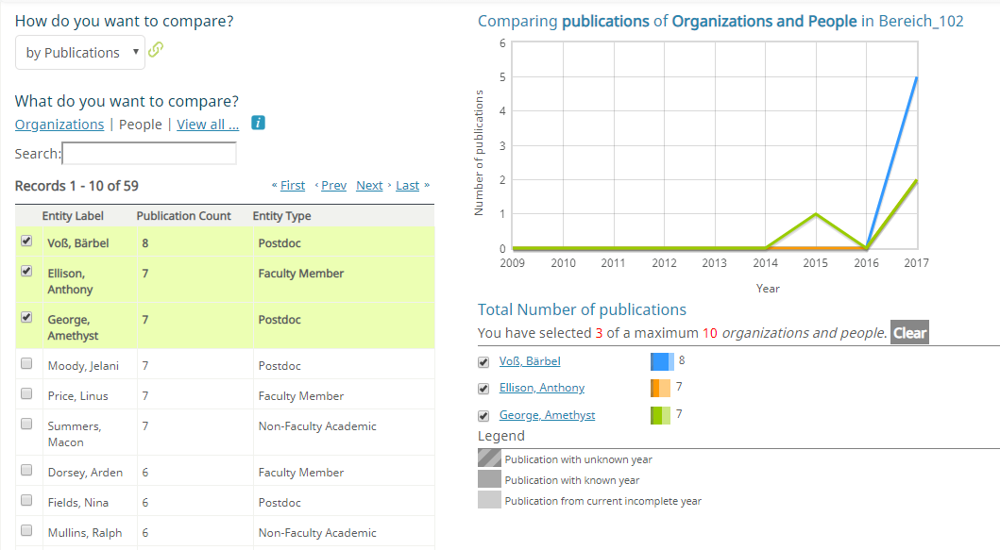 How do you want to compare?
by Publications
What do you want to compare?
Organizations | People | View all ... i
Search:
Records 1 - 10 of 59
« First ‹ Prev Next › Last »
Entity Label Publication Count Entity Type
Voß, Bärbel 8 Postdoc
Ellison, Anthony 7 Faculty Member
George, Amethyst 7 Postdoc
Moody, Jelani 7 Postdoc
Price, Linus 7 Faculty Member
Summers, Macon 7 Non-Faculty Academic
Dorsey, Arden 6 Faculty Member
Fields, Nina 6 Postdoc
Mullins, Ralph 6 Non-Faculty Academic
Comparing publications of Organizations and People in Bereich_102
Number of publications
6
5
4
3
2
1
0
2009 2010 2011 2012 2013 2014 2015 2016 2017
Year
Total Number of publications
You have selected 3 of a maximum 10 organizations and people. Clear
Voß, Bärbel 8
Ellison, Anthony 7
George, Amethyst 7
Legend
Publication with unknown year
Publication with known year
Publication from current incomplete year